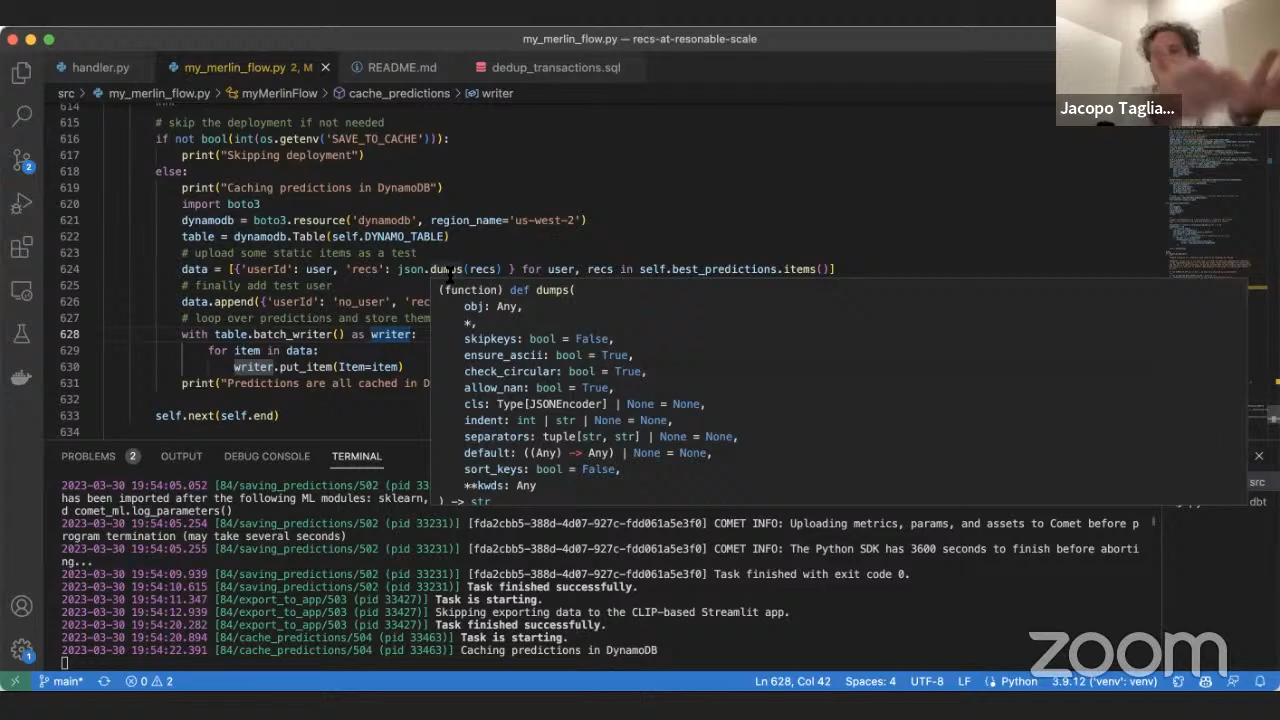 my_merlin_flow.py — recs-at-resonable-scale
handler.py
my_merlin_flow.py 2, M
README.md
dedup_transactions.sql
src > my_merlin_flow.py > myMerlinFlow > cache_predictions > writer
Jacopo Taglia...
614 """
615 # skip the deployment if not needed
616 if not bool(int(os.getenv('SAVE_TO_CACHE'))):
617 print("Skipping deployment")
618 else:
619 print("Caching predictions in DynamoDB")
620 import boto3
621 dynamodb = boto3.resource('dynamodb', region_name='us-west-2')
622 table = dynamodb.Table(self.DYNAMO_TABLE)
623 # upload some static items as a test
624 data = [{'userId': user, 'recs': json.dumps(recs) } for user, recs in self.best_predictions.items()]
625 # finally add test user
626 data.append({'userId': 'no_user', 'rec
627 # loop over predictions and store them
628 with table.batch_writer() as writer:
629 for item in data:
630 writer.put_item(Item=item)
631 print("Predictions are all cached in D
632
633 self.next(self.end)
634
(function) def dumps(
obj: Any,
*,
skipkeys: bool = False,
ensure_ascii: bool = True,
check_circular: bool = True,
allow_nan: bool = True,
cls: Type[JSONEncoder] | None = None,
indent: int | str | None = None,
separators: tuple[str, str] | None = None,
default: ((Any) -> Any) | None = None,
sort_keys: bool = False,
**kwds: Any
) -> str
PROBLEMS 2 OUTPUT DEBUG CONSOLE TERMINAL
src
dbt
2023-03-30 19:54:05.052 [84/saving_predictions/502 (pid 33231)]
has been imported after the following ML modules: sklearn,
d comet_ml.log_parameters()
2023-03-30 19:54:05.254 [84/saving_predictions/502 (pid 33231)] [fda2cbb5-388d-4d07-927c-fdd061a5e3f0] COMET INFO: Uploading metrics, params, and assets to Comet before p
rogram termination (may take several seconds)
2023-03-30 19:54:05.255 [84/saving_predictions/502 (pid 33231)] [fda2cbb5-388d-4d07-927c-fdd061a5e3f0] COMET INFO: The Python SDK has 3600 seconds to finish before aborti
ng...
2023-03-30 19:54:09.939 [84/saving_predictions/502 (pid 33231)] [fda2cbb5-388d-4d07-927c-fdd061a5e3f0] Task finished with exit code 0.
2023-03-30 19:54:10.615 [84/saving_predictions/502 (pid 33231)] Task finished successfully.
2023-03-30 19:54:11.347 [84/export_to_app/503 (pid 33427)] Task is starting.
2023-03-30 19:54:12.939 [84/export_to_app/503 (pid 33427)] Skipping exporting data to the CLIP-based Streamlit app.
2023-03-30 19:54:20.282 [84/export_to_app/503 (pid 33427)] Task finished successfully.
2023-03-30 19:54:20.894 [84/cache_predictions/504 (pid 33463)] Task is starting.
2023-03-30 19:54:22.391 [84/cache_predictions/504 (pid 33463)] Caching predictions in DynamoDB
zoom
2
1
main* 0 2 Ln 628, Col 42 Spaces: 4 UTF-8 LF Python 3.9.12 ('venv': venv)